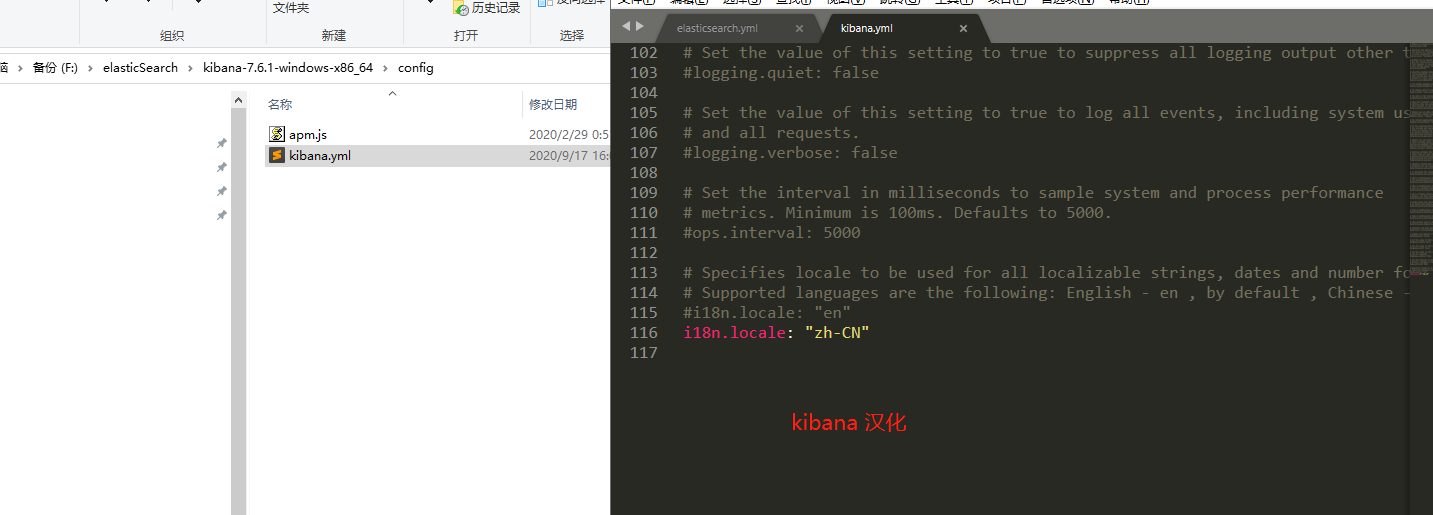 文件夹
历史记录
组织
新建
打开
选择
备份 (F:) › elasticSearch › kibana-7.6.1-windows-x86_64 › config
名称
修改日期
apm.js
2020/2/29 0:5
kibana.yml
2020/9/17 16:
elasticsearch.yml
kibana.yml
102 # Set the value of this setting to true to suppress all logging output other
103 #logging.quiet: false
104
105 # Set the value of this setting to true to log all events, including system
106 # and all requests.
107 #logging.verbose: false
108
109 # Set the interval in milliseconds to sample system and process performance
110 # metrics. Minimum is 100ms. Defaults to 5000.
111 #ops.interval: 5000
112
113 # Specifies locale to be used for all localizable strings, dates and number
114 # Supported languages are the following: English - en , by default , Chinese -
115 #i18n.locale: "en"
116 i18n.locale: "zh-CN"
117
kibana 汉化